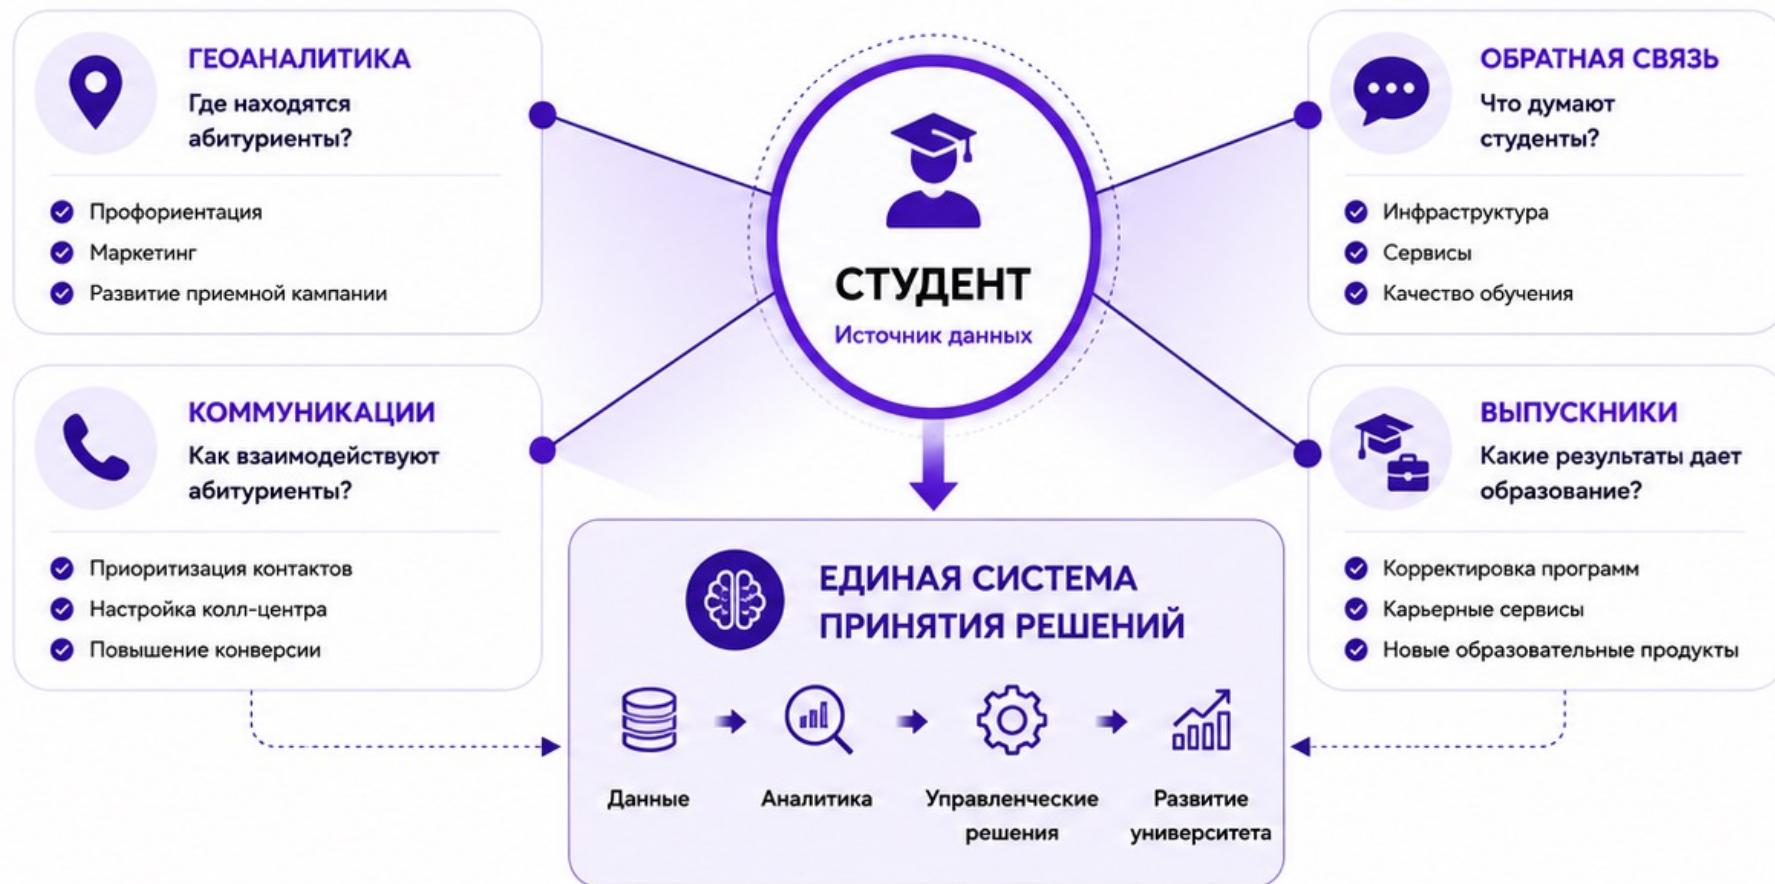 ГЕОАНАЛИТИКА
Где находятся
абитуриенты?
Профориентация
Маркетинг
Развитие приемной кампании
КОММУНИКАЦИИ
Как взаимодействуют
абитуриенты?
Приоритизация контактов
Настройка колл-центра
Повышение конверсии
СТУДЕНТ
Источник данных
ОБРАТНАЯ СВЯЗЬ
Что думают
студенты?
Инфраструктура
Сервисы
Качество обучения
ВЫПУСКНИКИ
Какие результаты дает
образование?
Корректировка программ
Карьерные сервисы
Новые образовательные продукты
ЕДИНАЯ СИСТЕМА
ПРИНЯТИЯ РЕШЕНИЙ
Данные
Аналитика
Управленческие
решения
Развитие
университета